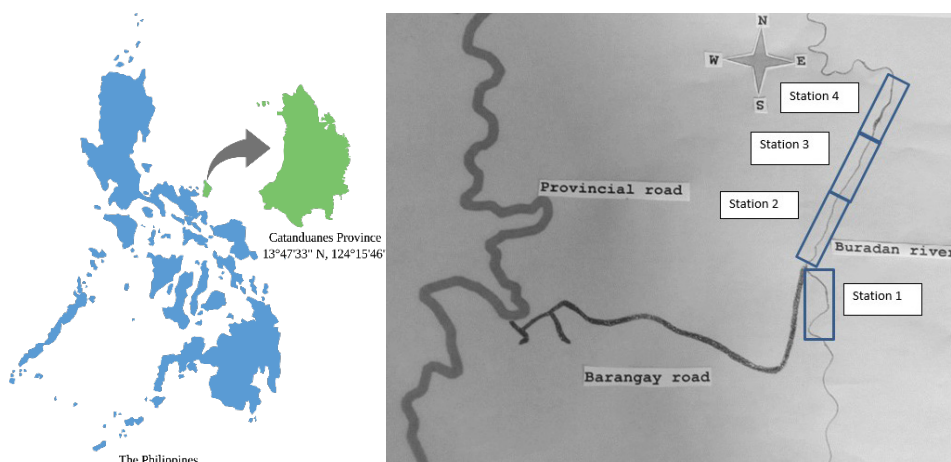 Catanduanes Province
13°47'33" N, 124°15'46"
The Philippines
N
W
E
S
Station 4
Station 3
Provincial road
Station 2
Buradan river
Station 1
Barangay road